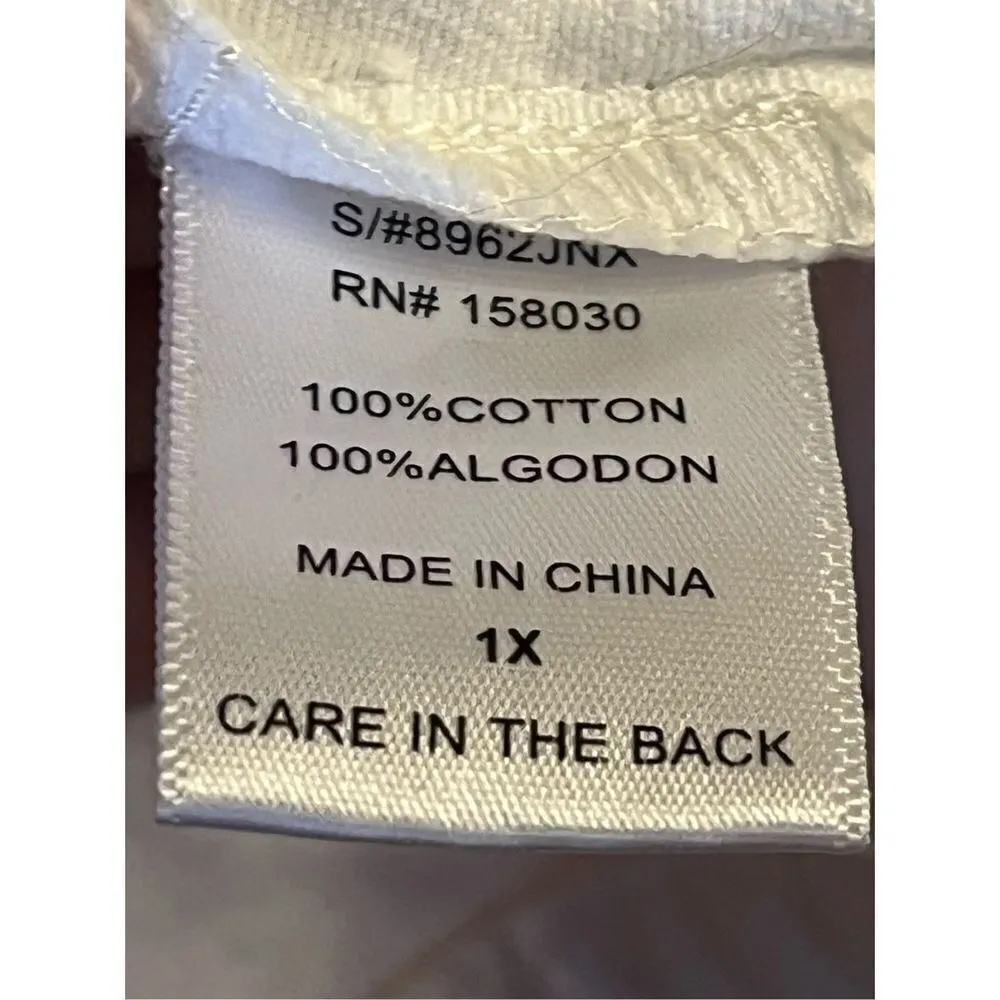 S/#8962JNX
RN# 158030
100%COTTON
100%ALGODON
MADE IN CHINA
1X
CARE IN THE BACK